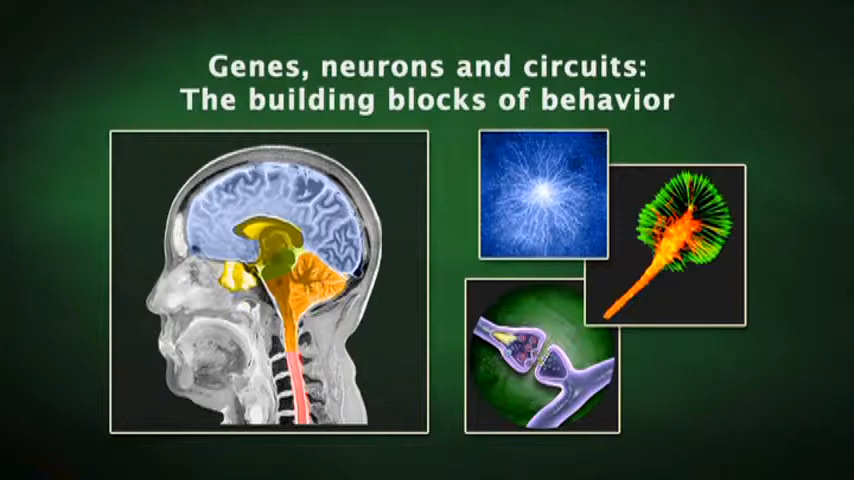 Genes, neurons and circuits:
The building blocks of behavior